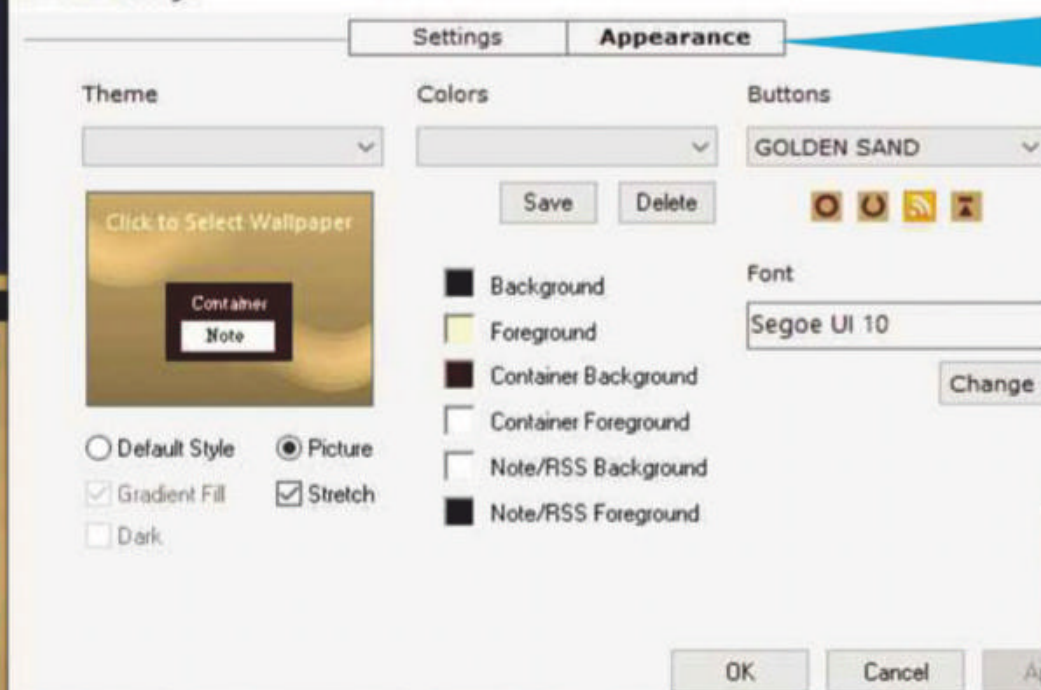 Settings
Appearance
Theme
Colors
Buttons
GOLDEN SAND
Save
Delete
Click to Select Wallpaper
Container
Note
Background
Foreground
Container Background
Container Foreground
Note/RSS Background
Note/RSS Foreground
Font
Segoe UI 10
Change
Default Style
Picture
Gradient Fill
Stretch
Dark
OK
Cancel